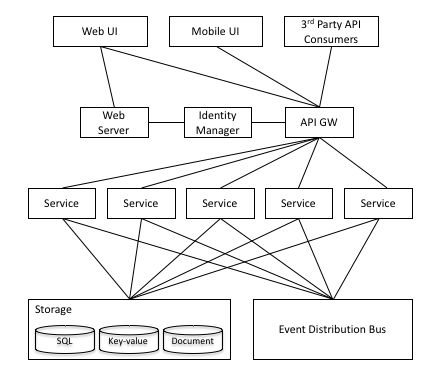 Web UI
Mobile UI
3rd Party API
Consumers
Web
Server
Identity
Manager
API GW
Service
Service
Service
Service
Service
Storage
SQL
Key-value
Document
Event Distribution Bus